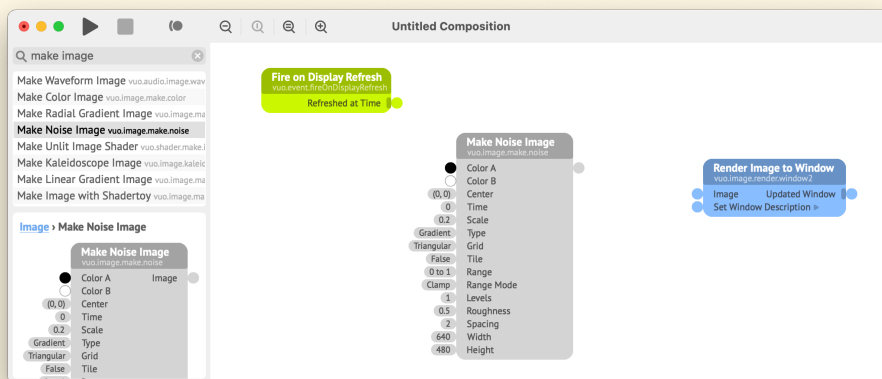 Untitled Composition
make image
Make Waveform Image vuo.audio.image.wav
Make Color Image vuo.image.make.color
Make Radial Gradient Image vuo.image.ma
Make Noise Image vuo.image.make.noise
Make Unlit Image Shader vuo.shader.make.i
Make Kaleidoscope Image vuo.image.kaleid
Make Linear Gradient Image vuo.image.ma
Make Image with Shadertoy vuo.image.ma
Image › Make Noise Image
Make Noise Image
vuo.image.make.noise
Color A Image
Color B
(0, 0) Center
0 Time
0.2 Scale
Gradient Type
Triangular Grid
False Tile
Fire on Display Refresh
vuo.event.fireOnDisplayRefresh
Refreshed at Time
Make Noise Image
vuo.image.make.noise
Color A
Color B
(0, 0) Center
0 Time
0.2 Scale
Gradient Type
Triangular Grid
False Tile
0 to 1 Range
Clamp Range Mode
1 Levels
0.5 Roughness
2 Spacing
640 Width
480 Height
Render Image to Window
vuo.image.render.window2
Image Updated Window
Set Window Description